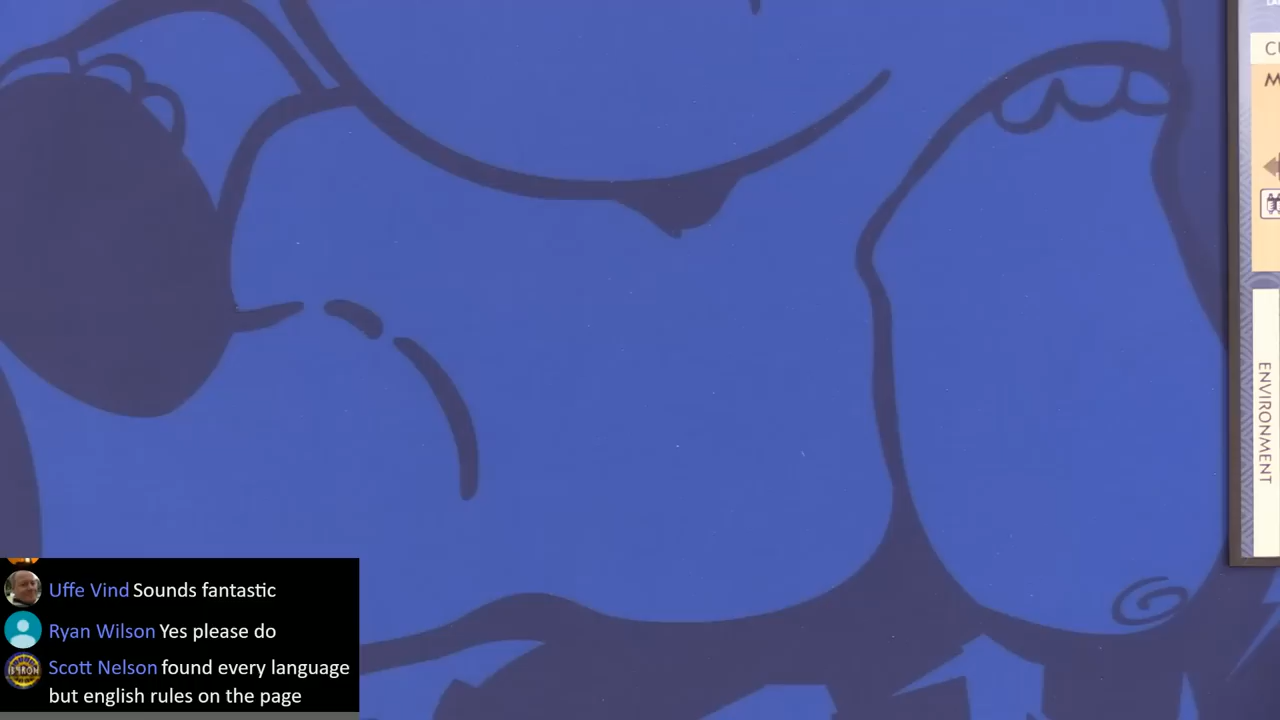 CU
M
ENVIRONMENT
Uffe Vind Sounds fantastic
Ryan Wilson Yes please do
Scott Nelson found every language
but english rules on the page